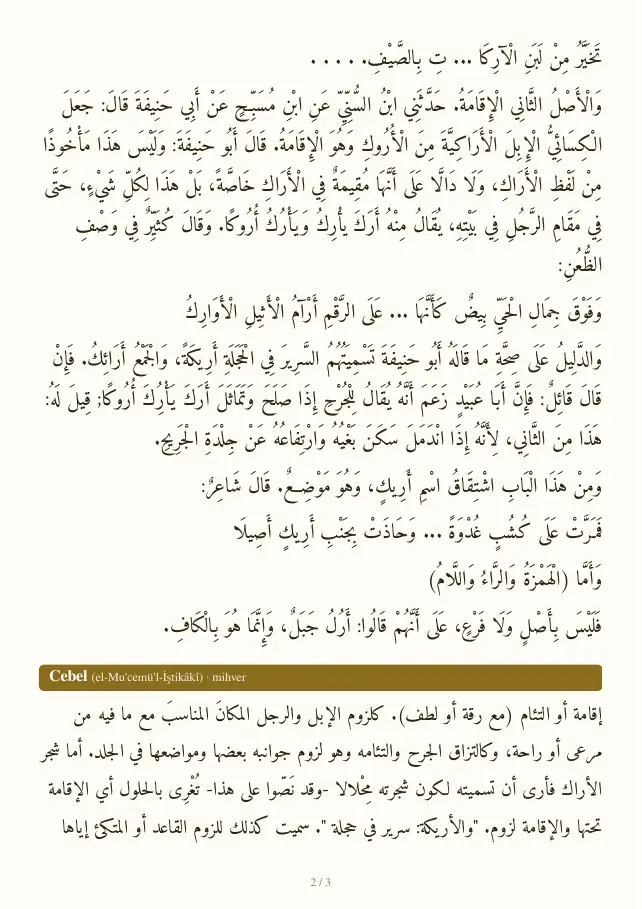 تَخَيَّرُ مِنْ لَبَنِ الْآرِكَا ... تِ بِالصَّيْفِ. . . . .
وَالْأَصْلُ الثَّانِي الْإِقَامَةُ. حَدَّثَنِي ابْنُ السُّنِّيِّ عَنِ ابْنِ مُسَبِّحٍ عَنْ أَبِي حَنِيفَةَ قَالَ: جَعَلَ
الْكِسَائِيُّ الْإِبِلَ الْأَرَاكِيَّةَ مِنَ الْأُرُوكِ وَهُوَ الْإِقَامَةُ. قَالَ أَبُو حَنِيفَةَ: وَلَيْسَ هَذَا مَأْخُوذًا
مِنْ لَفْظِ الْأَرَاكِ، وَلَا دَالًّا عَلَى أَنَّهَا مُقِيمَةٌ فِي الْأَرَاكِ خَاصَّةً، بَلْ هَذَا لِكُلِّ شَيْءٍ، حَتَّى
فِي مَقَامِ الرَّجُلِ فِي بَيْتِهِ، يُقَالُ مِنْهُ أَرَكَ يأْرِكُ وَيَأْرُكُ أُرُوكًا. وَقَالَ كُثَيِّرٌ فِي وَصْفِ
الظُّعُنِ:
وَفَوْقَ جِمَالِ الْحَيِّ بِيضٌ كَأَنَّهَا ... عَلَى الرَّقْمِ أَرْآمُ الْأَثِيلِ الْأَوَارِكُ
وَالدَّلِيلُ عَلَى صِحَّةِ مَا قَالَهُ أَبُو حَنِيفَةَ تَسْمِيَتُهُمُ السَّرِيرَ فِي الْحَجَلَةِ أَرِيكَةً، وَالْجَمْعُ أَرَائِكُ. فَإِنْ
قَالَ قَائِلٌ: فَإِنَّ أَبَا عُبَيْدٍ زَعَمَ أَنَّهُ يُقَالُ لِلْجُرْحِ إِذَا صَلَحَ وَتَمَاثَلَ أَرَكَ يَأْرُكُ أُرُوكًا; قِيلَ لَهُ:
هَذَا مِنَ الثَّانِي، لِأَنَّهُ إِذَا انْدَمَلَ سَكَنَ بَغْيُهُ وَارْتِفَاعُهُ عَنْ جِلْدَةِ الْجَرِيحِ.
وَمِنْ هَذَا الْبَابِ اشْتِقَاقُ اسْمِ أَرِيكٍ، وَهُوَ مَوْضِعٌ. قَالَ شَاعِرٌ:
فَمَرَّتْ عَلَى كُشُبٍ غُدْوَةً ... وَحَاذَتْ بِجَنْبِ أَرِيكٍ أَصِيلَا
وَأَمَّا (الْهَمْزَةُ وَالرَّاءُ وَاللَّامُ)
فَلَيْسَ بِأَصْلٍ وَلَا فَرْعٍ، عَلَى أَنَّهُمْ قَالُوا: أُرُلٌ جَبَلٌ، وَإِنَّمَا هُوَ بِالْكَافِ.
Cebel (el-Mu'cemü'l-İştikâkî) · mihver
إقامة أو التئام (مع رقة أو لطف). كلزوم الإبل والرجل المكانَ المناسبَ مع ما فيه من
مرعى أو راحة، وكالتزاق الجرح والتئامه وهو لزوم جوانبه بعضها ومواضعها في الجلد. أما شجر
الأراك فأرى أن تسميته لكون شجرته مِحْلالا -وقد نَصّوا على هذا- تُغْرِى بالحلول أي الإقامة
تحتها والإقامة لزوم. "والأريكة: سرير في حجلة ". سميت كذلك للزوم القاعد أو المتكئ إياها
2 / 3